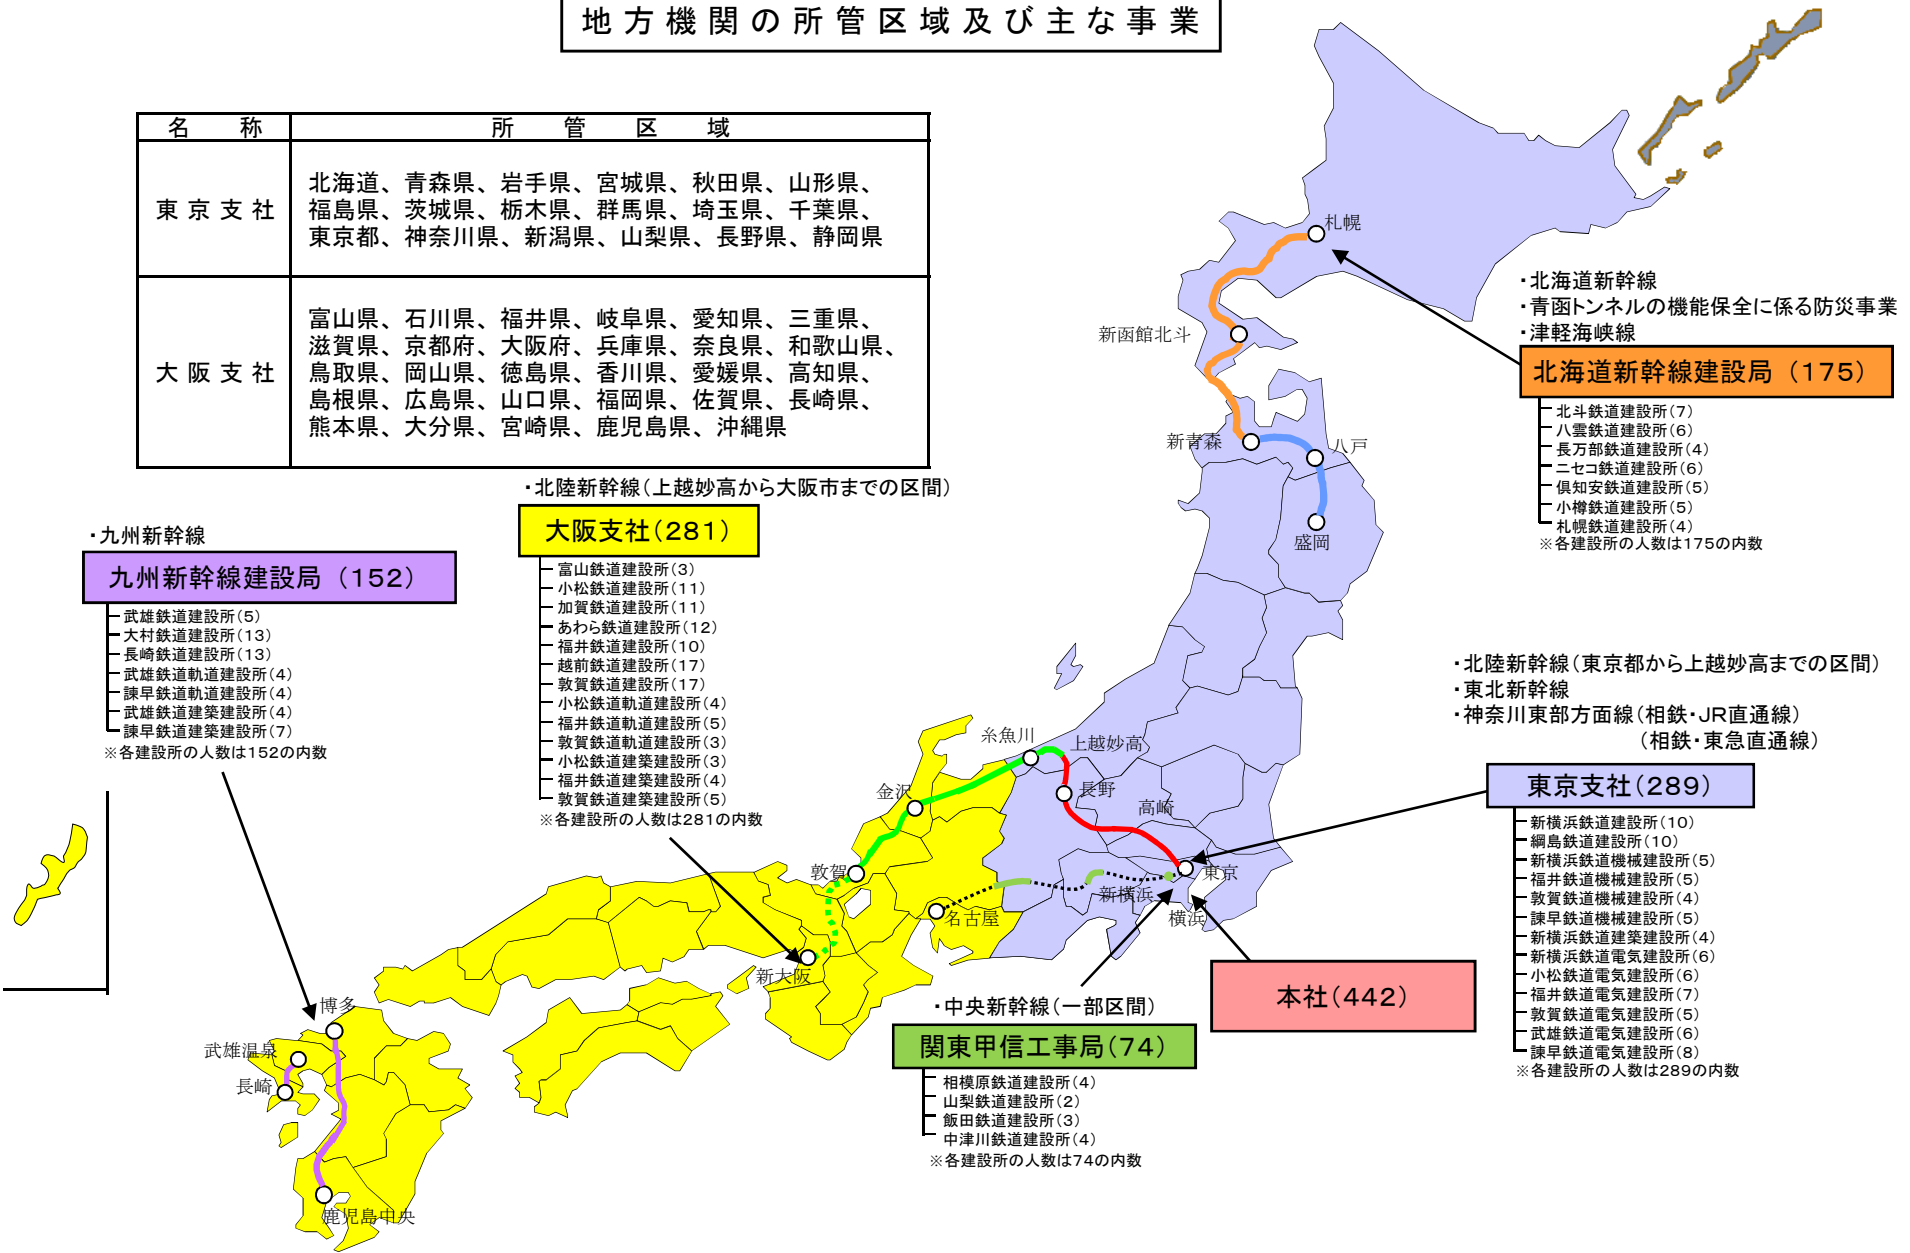 地方機関の所管区域及び主な事業
名　称
所　管　区　域
東京支社
北海道、青森県、岩手県、宮城県、秋田県、山形県、
福島県、茨城県、栃木県、群馬県、埼玉県、千葉県、
東京都、神奈川県、新潟県、山梨県、長野県、静岡県
大阪支社
富山県、石川県、福井県、岐阜県、愛知県、三重県、
滋賀県、京都府、大阪府、兵庫県、奈良県、和歌山県、
鳥取県、岡山県、徳島県、香川県、愛媛県、高知県、
島根県、広島県、山口県、福岡県、佐賀県、長崎県、
熊本県、大分県、宮崎県、鹿児島県、沖縄県
・北海道新幹線
・青函トンネルの機能保全に係る防災事業
・津軽海峡線
北海道新幹線建設局（175）
北斗鉄道建設所(7)
八雲鉄道建設所(6)
長万部鉄道建設所(4)
ニセコ鉄道建設所(6)
倶知安鉄道建設所(5)
小樽鉄道建設所(5)
札幌鉄道建設所(4)
※各建設所の人数は175の内数
・北陸新幹線(上越妙高から大阪市までの区間)
大阪支社(281)
富山鉄道建設所(3)
小松鉄道建設所(11)
加賀鉄道建設所(11)
あわら鉄道建設所(12)
福井鉄道建設所(10)
越前鉄道建設所(17)
敦賀鉄道建設所(17)
小松鉄道軌道建設所(4)
福井鉄道軌道建設所(5)
敦賀鉄道軌道建設所(3)
小松鉄道建築建設所(3)
福井鉄道建築建設所(4)
敦賀鉄道建築建設所(5)
※各建設所の人数は281の内数
・九州新幹線
九州新幹線建設局（152）
武雄鉄道建設所(5)
大村鉄道建設所(13)
長崎鉄道建設所(13)
武雄鉄道軌道建設所(4)
諫早鉄道軌道建設所(4)
武雄鉄道建築建設所(4)
諫早鉄道建築建設所(7)
※各建設所の人数は152の内数
・北陸新幹線(東京都から上越妙高までの区間)
・東北新幹線
・神奈川東部方面線(相鉄・JR直通線)
(相鉄・東急直通線)
東京支社(289)
新横浜鉄道建設所(10)
綱島鉄道建設所(10)
新横浜鉄道機械建設所(5)
福井鉄道機械建設所(5)
敦賀鉄道機械建設所(4)
諫早鉄道機械建設所(5)
新横浜鉄道建築建設所(4)
新横浜鉄道電気建設所(6)
小松鉄道電気建設所(6)
福井鉄道電気建設所(7)
敦賀鉄道電気建設所(5)
武雄鉄道電気建設所(6)
諫早鉄道電気建設所(8)
※各建設所の人数は289の内数
本社(442)
・中央新幹線(一部区間)
関東甲信工事局(74)
相模原鉄道建設所(4)
山梨鉄道建設所(2)
飯田鉄道建設所(3)
中津川鉄道建設所(4)
※各建設所の人数は74の内数
札幌
新函館北斗
新青森
八戸
盛岡
糸魚川
上越妙高
金沢
長野
高崎
敦賀
東京
新横浜
横浜
名古屋
新大阪
博多
武雄温泉
長崎
鹿児島中央